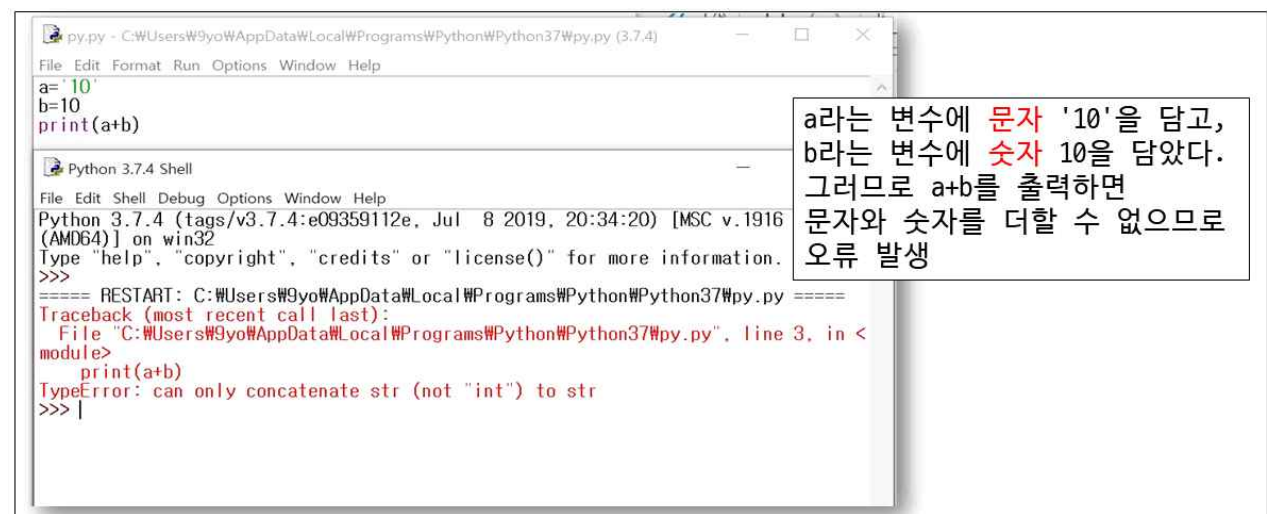 py.py - C:₩Users₩9yo₩AppData₩Local₩Programs₩Python₩Python37₩py.py (3.7.4)
File Edit Format Run Options Window Help
a='10'
b=10
print(a+b)
Python 3.7.4 Shell
File Edit Shell Debug Options Window Help
Python 3.7.4 (tags/v3.7.4:e09359112e, Jul  8 2019, 20:34:20) [MSC v.1916
(AMD64)] on win32
Type "help", "copyright", "credits" or "license()" for more information.
>>>
===== RESTART: C:₩Users₩9yo₩AppData₩Local₩Programs₩Python₩Python37₩py.py =====
Traceback (most recent call last):
  File "C:₩Users₩9yo₩AppData₩Local₩Programs₩Python₩Python37₩py.py", line 3, in <
module>
    print(a+b)
TypeError: can only concatenate str (not "int") to str
>>>
a라는 변수에 문자 '10'을 담고,
b라는 변수에 숫자 10을 담았다.
그러므로 a+b를 출력하면
문자와 숫자를 더할 수 없으므로
오류 발생